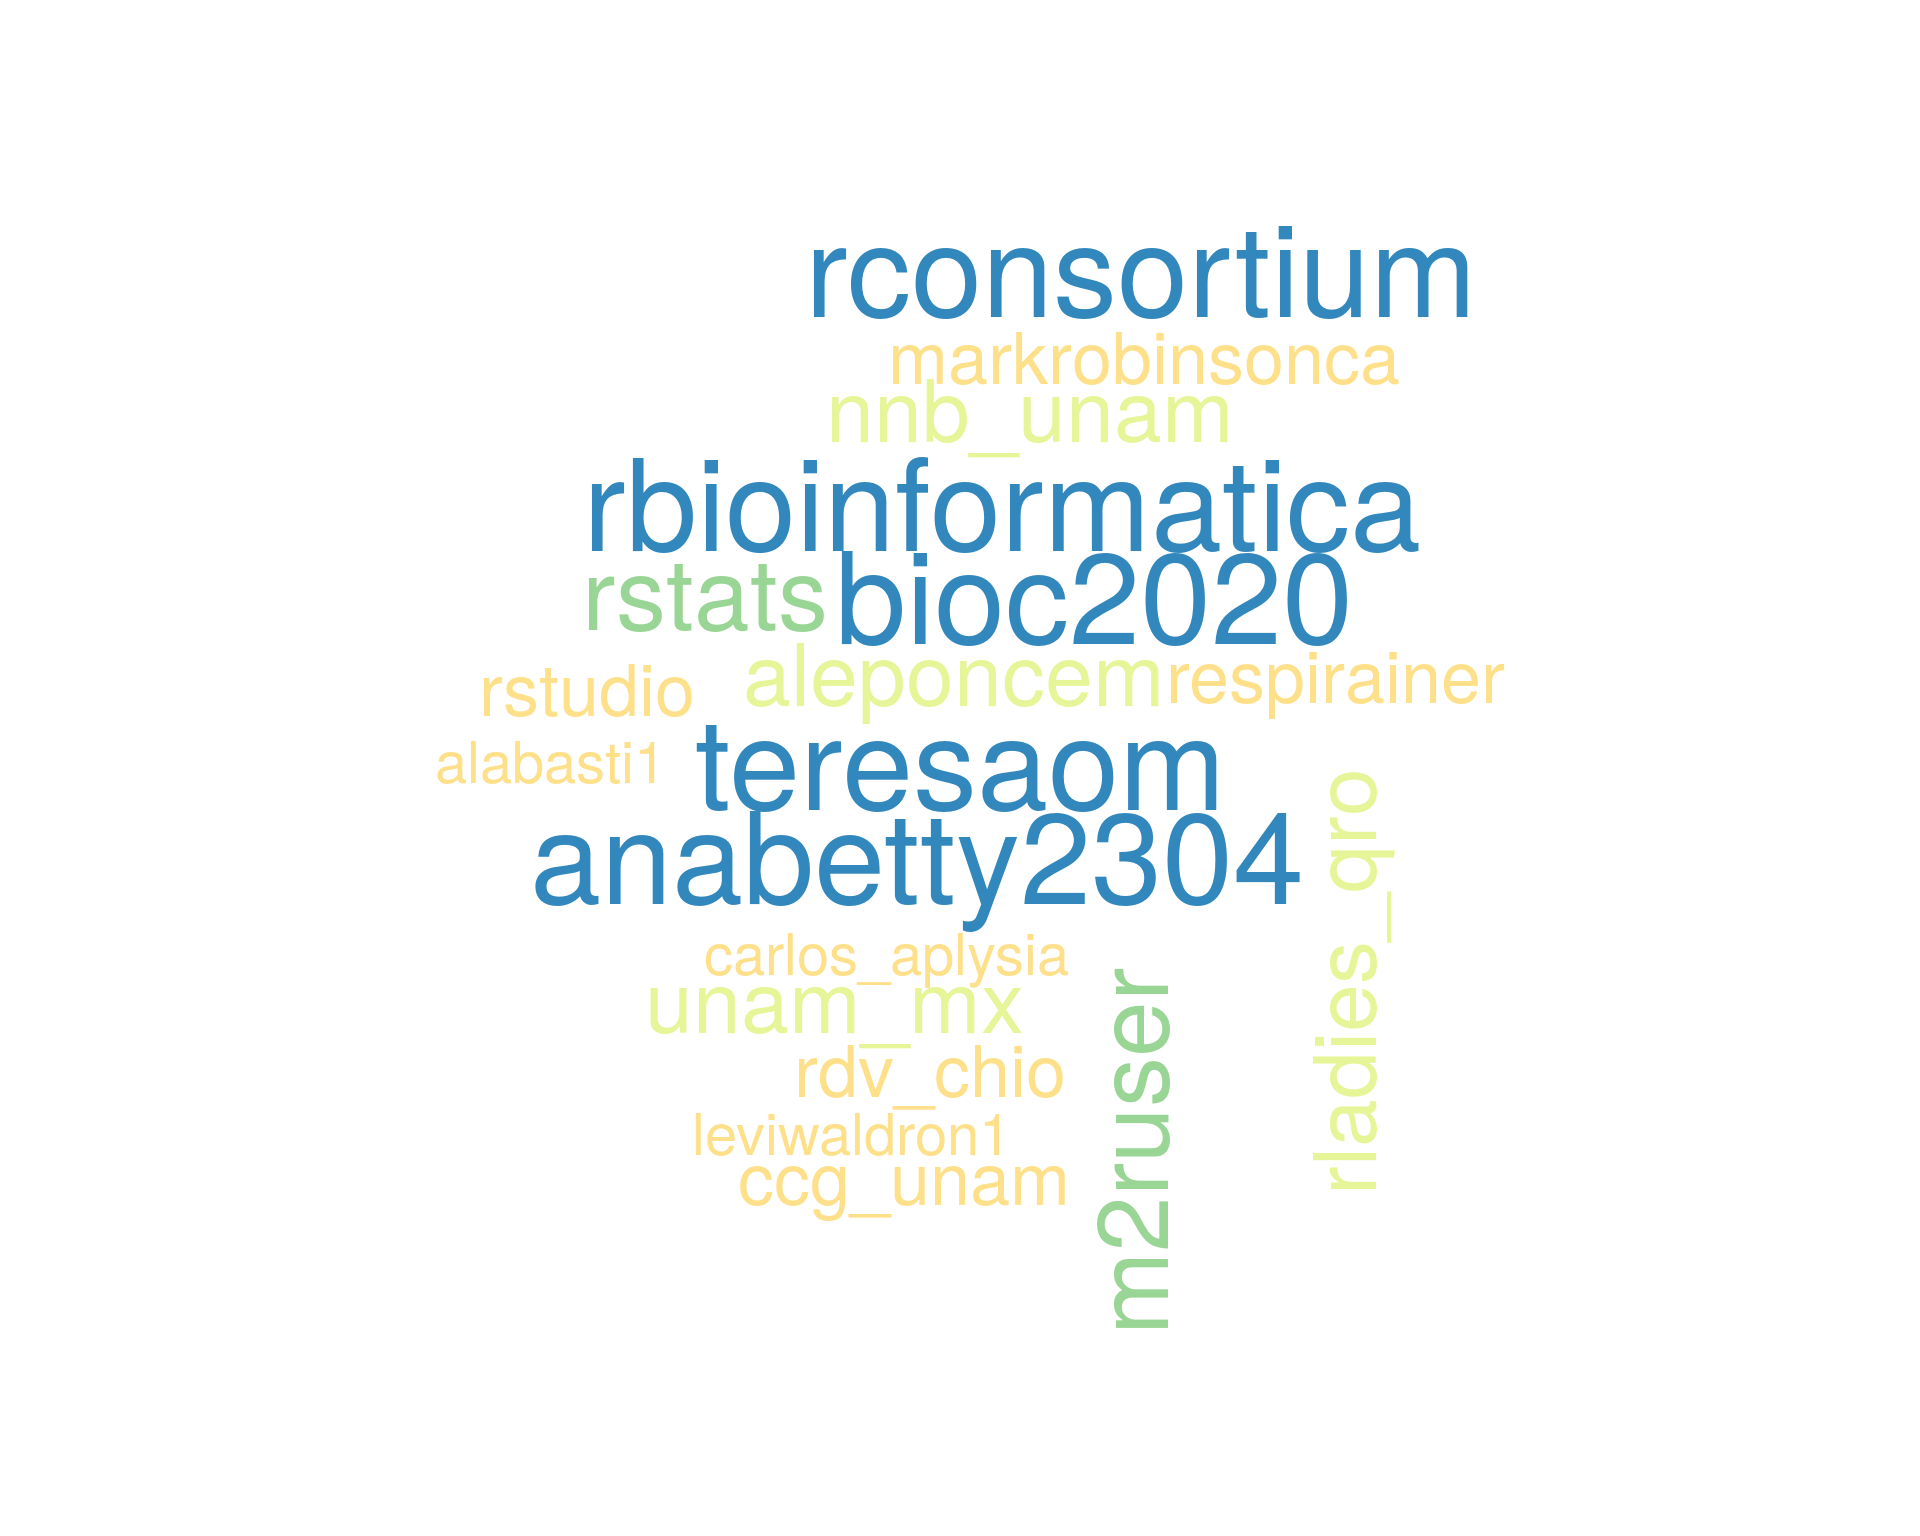 rconsortium
markrobinsonca
nnb_unam
rbioinformatica
rstats bioc2020
rstudio aleponcem respirainer
alabasti1 teresaom
anabetty2304
rladies_qro
carlos_aplysia
unam_mx
m2ruser
rdv_chio
leviwaldron1
ccg_unam